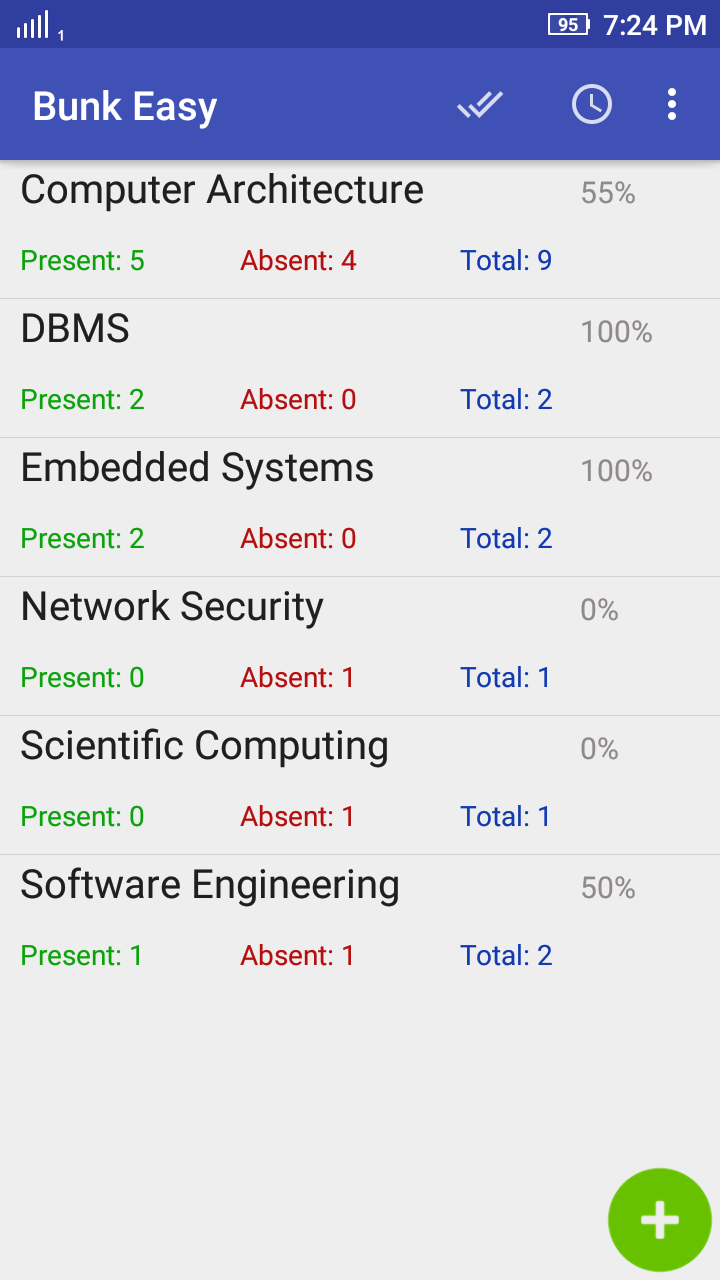 1 95 7:24 PM
Bunk Easy
Computer Architecture 55%
Present: 5 Absent: 4 Total: 9
DBMS 100%
Present: 2 Absent: 0 Total: 2
Embedded Systems 100%
Present: 2 Absent: 0 Total: 2
Network Security 0%
Present: 0 Absent: 1 Total: 1
Scientific Computing 0%
Present: 0 Absent: 1 Total: 1
Software Engineering 50%
Present: 1 Absent: 1 Total: 2